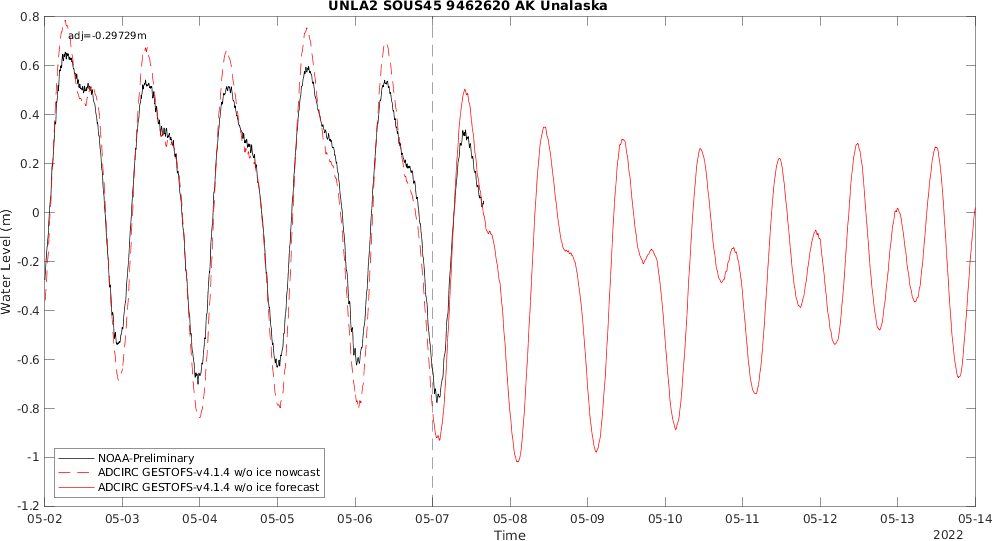 UNLA2 SOUS45 9462620 AK Unalaska
adj=-0.29729m
0.8
0.6
0.4
0.2
0
-0.2
-0.4
-0.6
-0.8
-1
-1.2
Water Level (m)
NOAA-Preliminary
ADCIRC GESTOFS-v4.1.4 w/o ice nowcast
ADCIRC GESTOFS-v4.1.4 w/o ice forecast
05-02 05-03 05-04 05-05 05-06 05-07 05-08 05-09 05-10 05-11 05-12 05-13 05-14
Time
2022